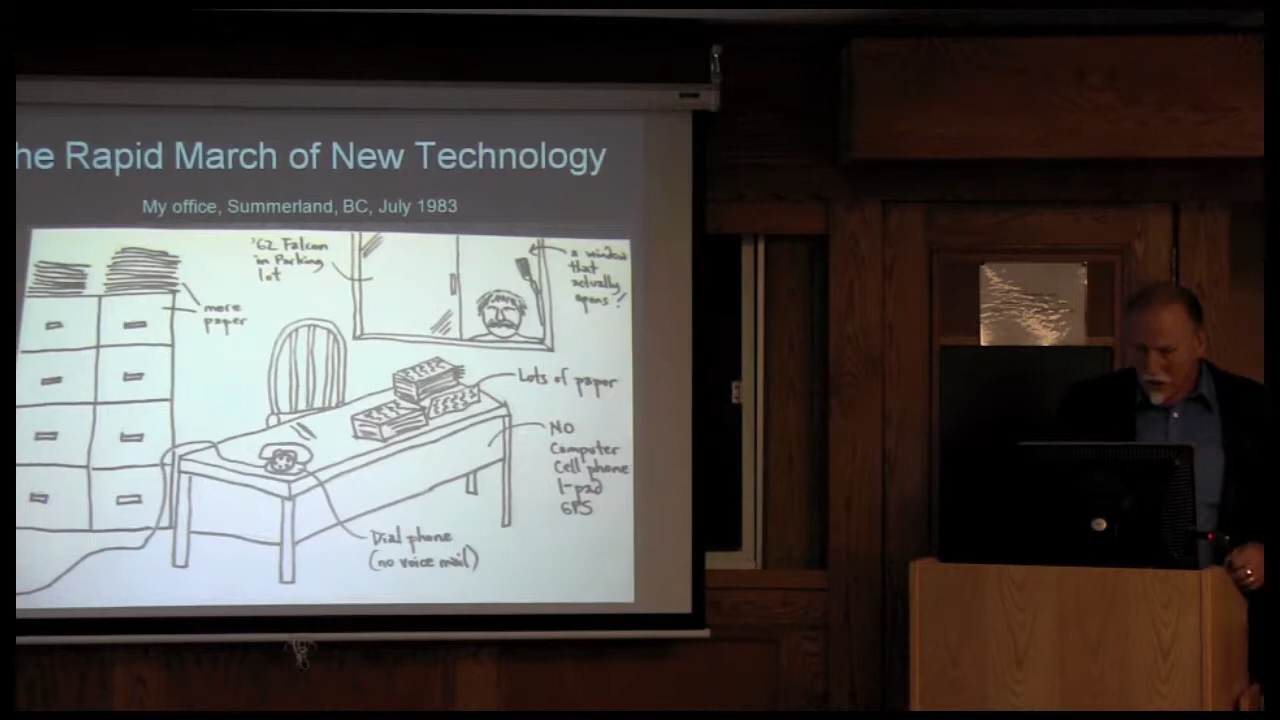 he Rapid March of New Technology
My office, Summerland, BC, July 1983
'62 Falcon
in Parking
lot
a window
that
actually
opens!
more
paper
Lots of paper
NO
Computer
Cell phone
I-pad
GPS
Dial phone
(no voice mail)